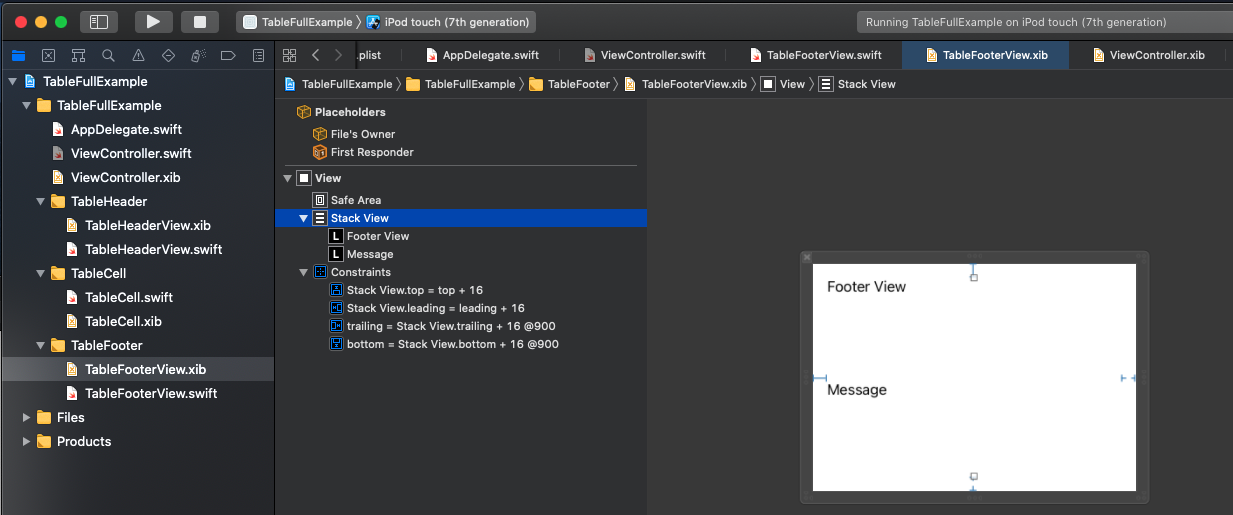 TableFullExample 〉 iPod touch (7th generation)
Running TableFullExample on iPod touch (7th generation)
.plist
AppDelegate.swift
ViewController.swift
TableFooterView.swift
TableFooterView.xib
ViewController.xib
TableFullExample 〉 TableFullExample 〉 TableFooter 〉 TableFooterView.xib 〉 View 〉 Stack View
TableFullExample
TableFullExample
AppDelegate.swift
ViewController.swift
ViewController.xib
TableHeader
TableHeaderView.xib
TableHeaderView.swift
TableCell
TableCell.swift
TableCell.xib
TableFooter
TableFooterView.xib
TableFooterView.swift
Files
Products
Placeholders
File's Owner
First Responder
View
Safe Area
Stack View
L Footer View
L Message
Constraints
Stack View.top = top + 16
Stack View.leading = leading + 16
trailing = Stack View.trailing + 16 @900
bottom = Stack View.bottom + 16 @900
Footer View
Message